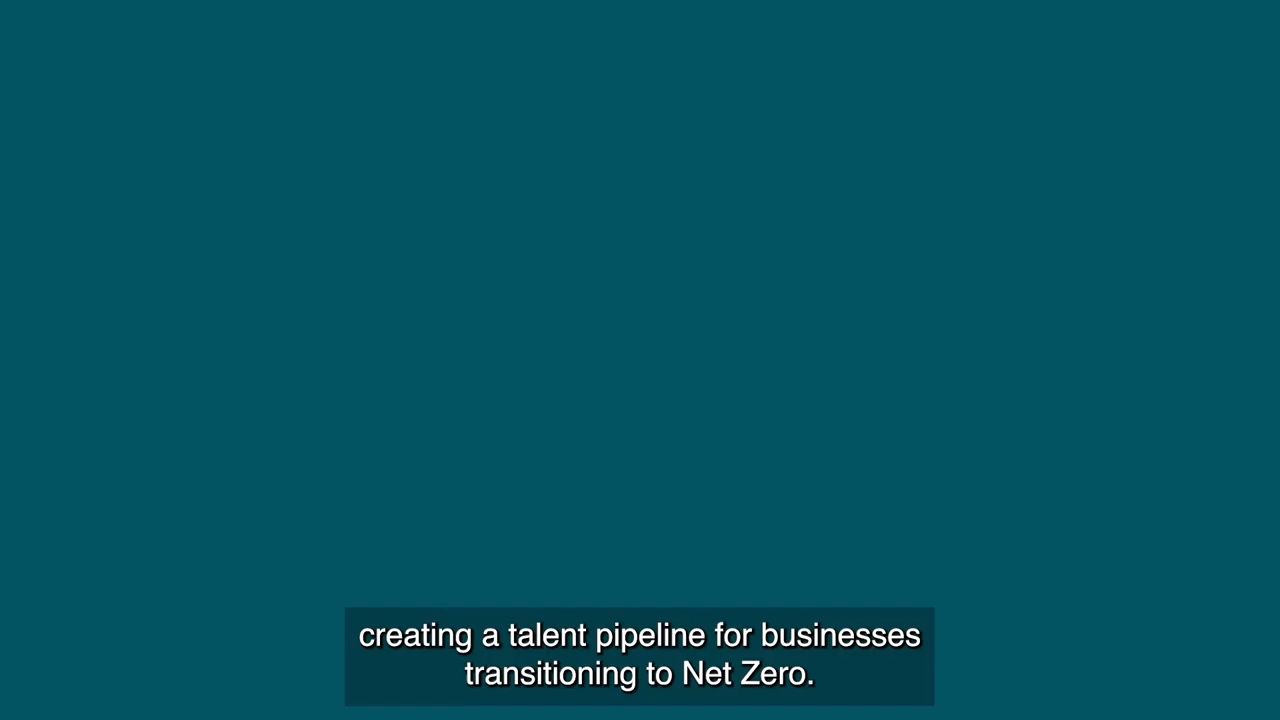 creating a talent pipeline for businesses
transitioning to Net Zero.